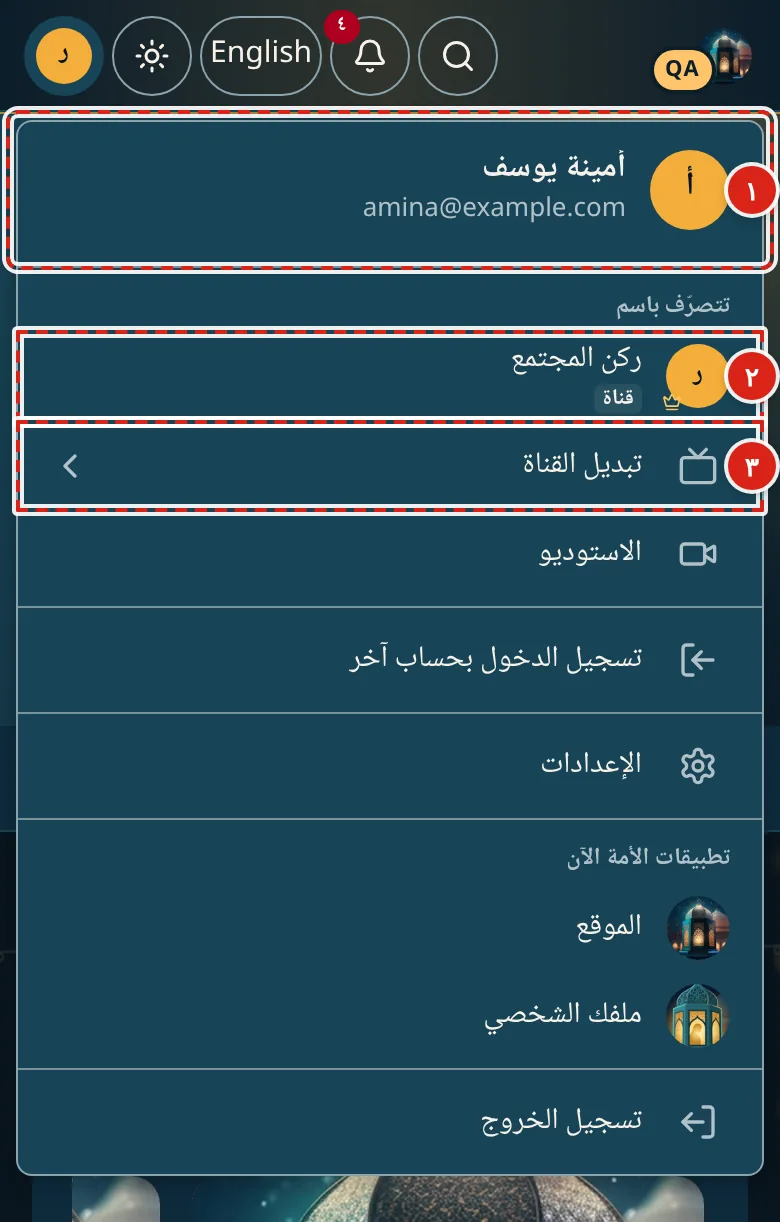 QA
٤
English
ر
أمينة يوسف
أ
amina@example.com
١
تتصرّف باسم
ركن المجتمع
ر
قناة
٢
تبديل القناة
٣
الاستوديو
تسجيل الدخول بحساب آخر
الإعدادات
تطبيقات الأمة الآن
الموقع
ملفك الشخصي
تسجيل الخروج